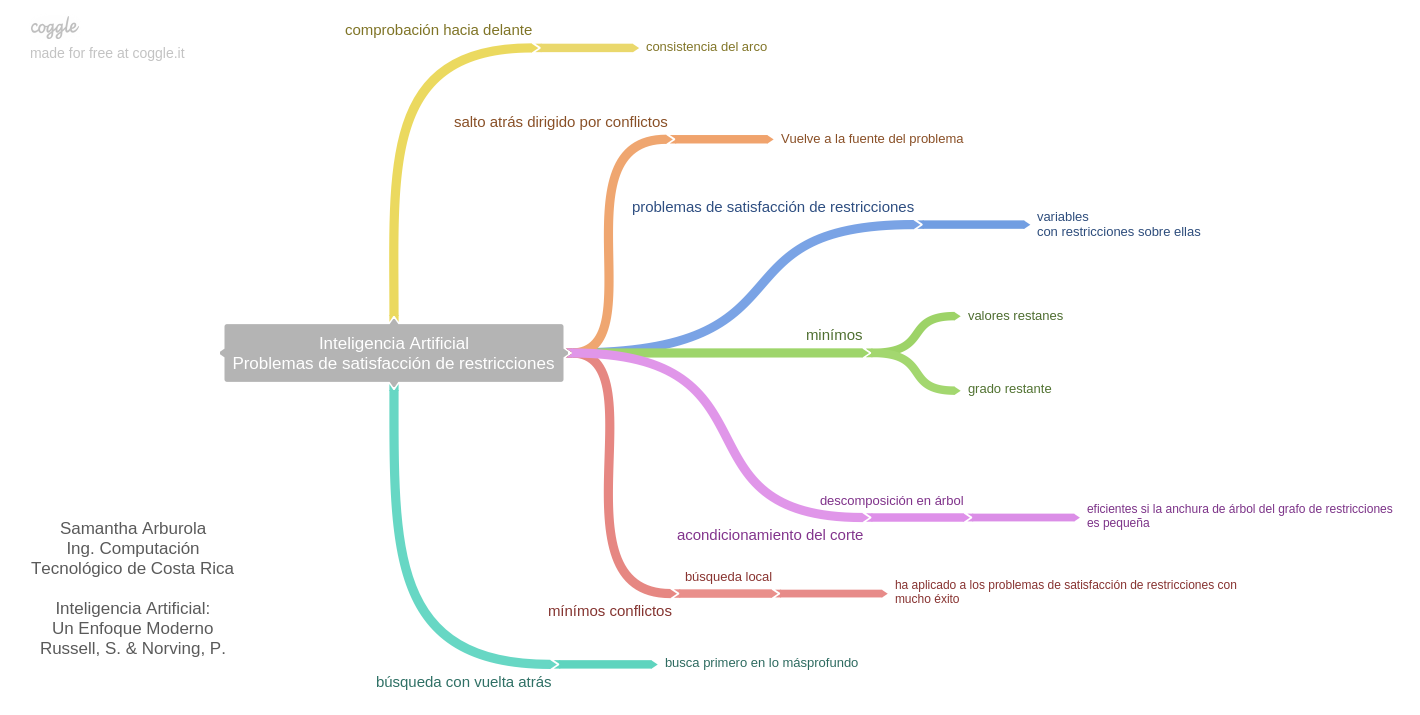 coggle
made for free at coggle.it
comprobación hacia delante
consistencia del arco
salto atrás dirigido por conflictos
Vuelve a la fuente del problema
problemas de satisfacción de restricciones
variables
con restricciones sobre ellas
minímos
valores restanes
grado restante
Inteligencia Artificial
Problemas de satisfacción de restricciones
descomposición en árbol
eficientes si la anchura de árbol del grafo de restricciones
es pequeña
acondicionamiento del corte
búsqueda local
ha aplicado a los problemas de satisfacción de restricciones con
mucho éxito
mínímos conflictos
busca primero en lo másprofundo
búsqueda con vuelta atrás
Samantha Arburola
Ing. Computación
Tecnológico de Costa Rica
Inteligencia Artificial:
Un Enfoque Moderno
Russell, S. & Norving, P.